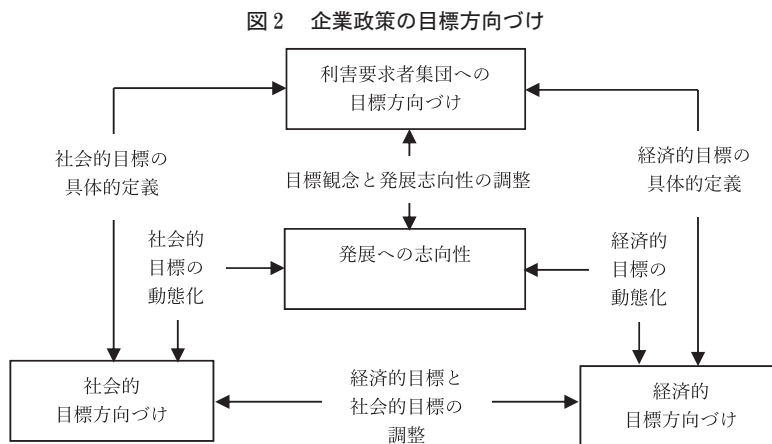 図2 企業政策の目標方向づけ
利害要求者集団への
目標方向づけ
社会的目標の
具体的定義
経済的目標の
具体的定義
目標観念と発展志向性の調整
社会的
目標の
動態化
発展への志向性
経済的
目標の
動態化
社会的
目標方向づけ
経済的目標と
社会的目標の
調整
経済的
目標方向づけ